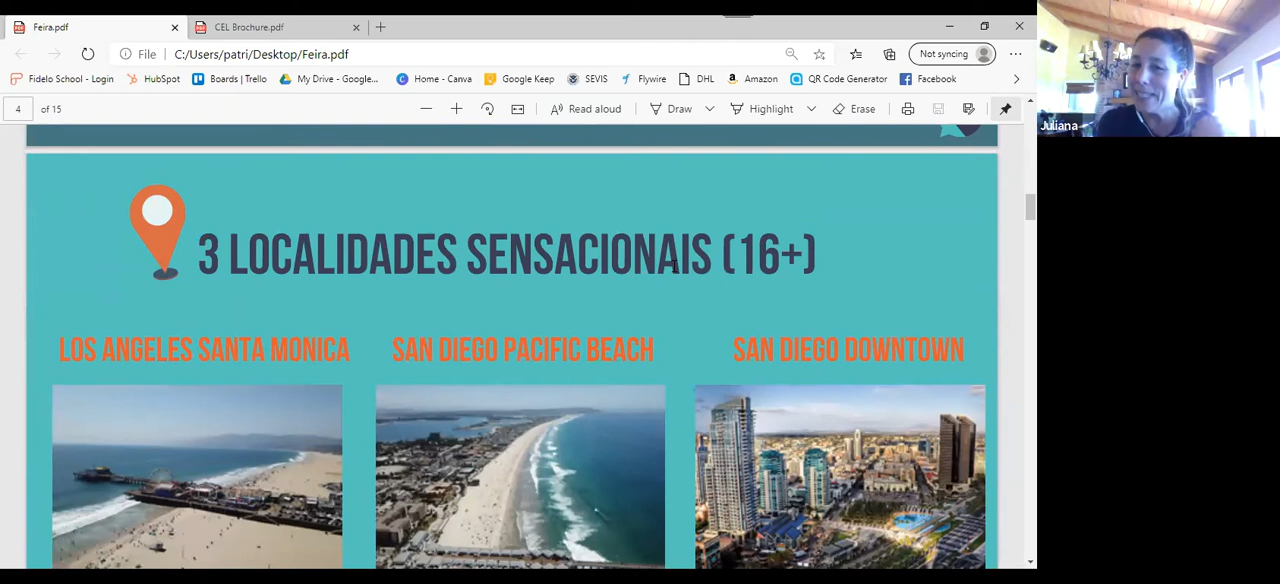 Feira.pdf
CEL Brochure.pdf
File
C:/Users/patri/Desktop/Feira.pdf
Not syncing
Fidelo School - Login
HubSpot
Boards | Trello
My Drive - Google...
Home - Canva
Google Keep
SEVIS
Flywire
DHL
Amazon
QR Code Generator
Facebook
4 of 15
Read aloud
Draw
Highlight
Erase
Juliana
3 LOCALIDADES SENSACIONAIS (16+)
LOS ANGELES SANTA MONICA
SAN DIEGO PACIFIC BEACH
SAN DIEGO DOWNTOWN